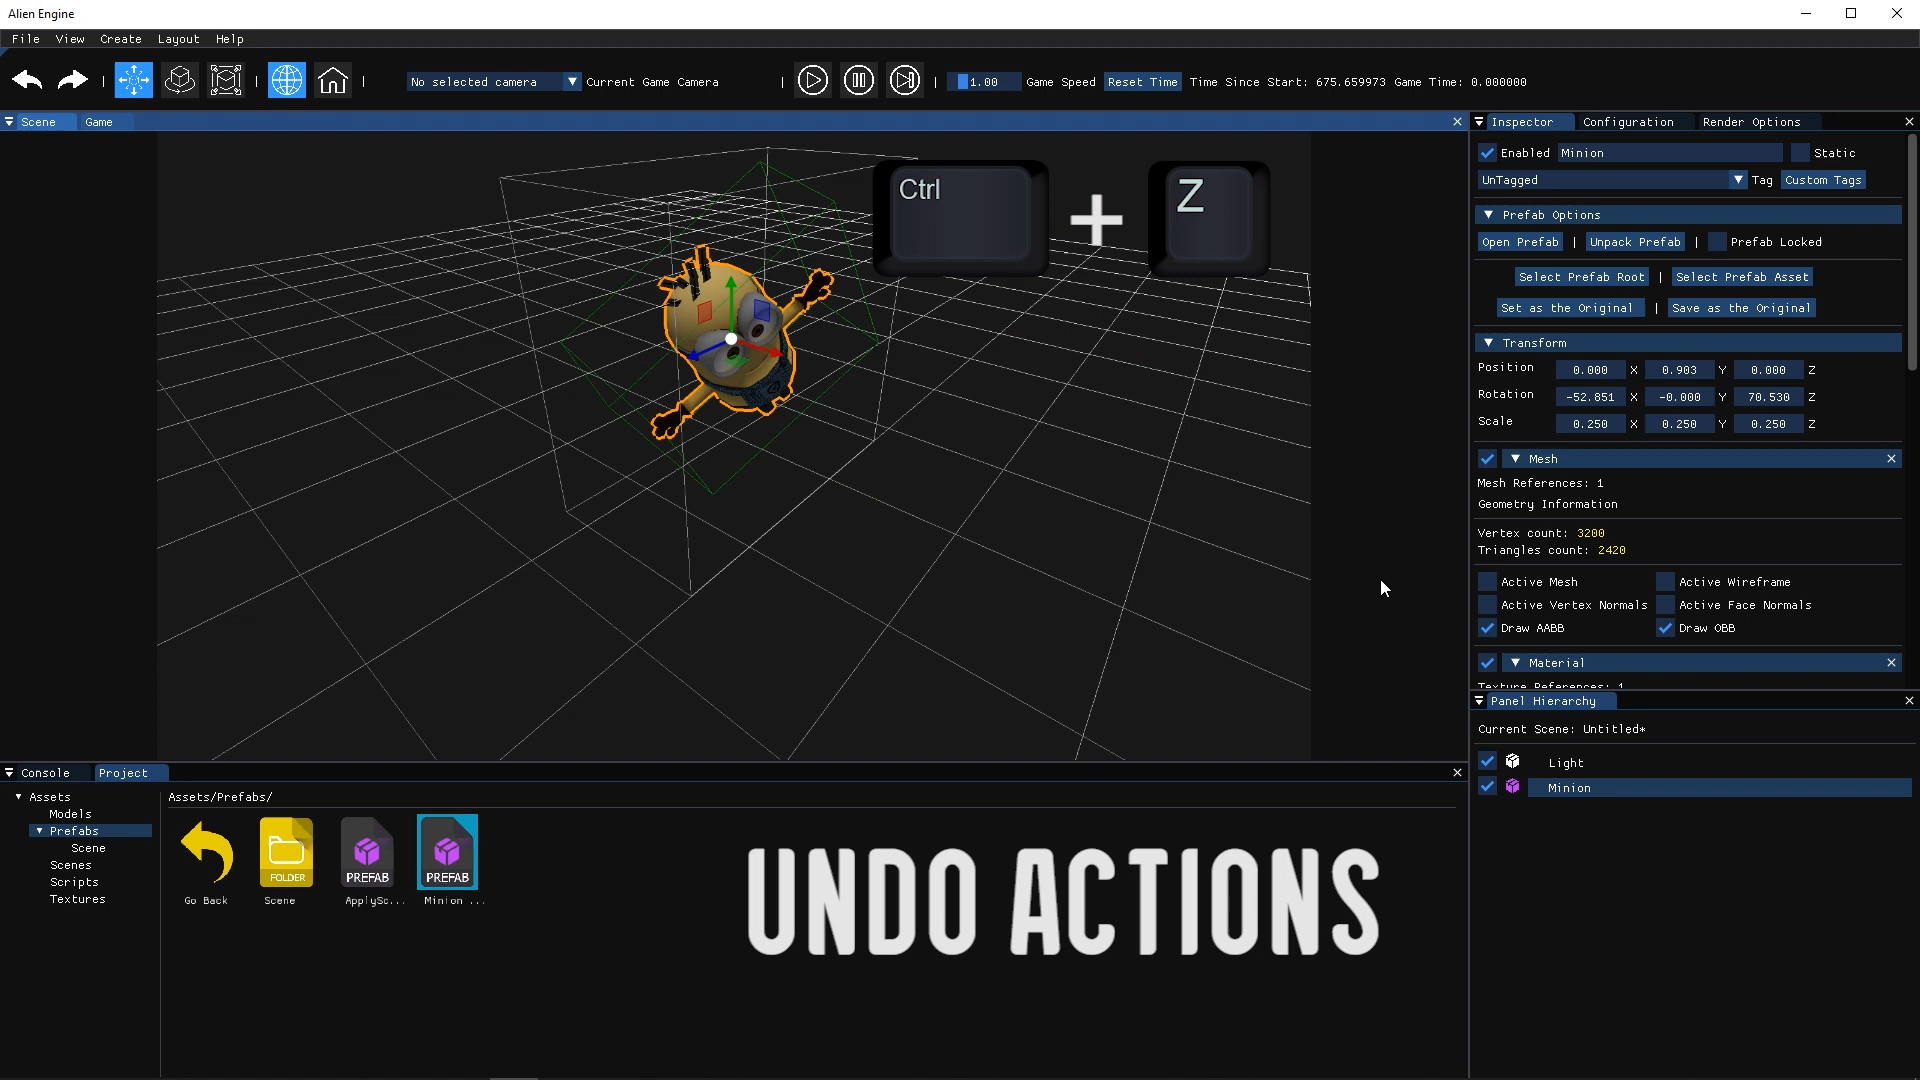 Alien Engine
File View Create Layout Help
No selected camera Current Game Camera 1.00 Game Speed Reset Time Time Since Start: 675.659973 Game Time: 0.000000
Scene Game
Ctrl + Z
Inspector Configuration Render Options
Enabled Minion Static
UnTagged Tag Custom Tags
Prefab Options
Open Prefab | Unpack Prefab | Prefab Locked
Select Prefab Root | Select Prefab Asset
Set as the Original | Save as the Original
Transform
Position 0.000 X 0.903 Y 0.000 Z
Rotation -52.851 X -0.000 Y 70.530 Z
Scale 0.250 X 0.250 Y 0.250 Z
Mesh
Mesh References: 1
Geometry Information
Vertex count: 3200
Triangles count: 2420
Active Mesh Active Wireframe
Active Vertex Normals Active Face Normals
Draw AABB Draw OBB
Material
Texture References: 1
Panel Hierarchy
Current Scene: Untitled*
Light
Minion
Console Project
Assets
Models
Prefabs
Scene
Scenes
Scripts
Textures
Assets/Prefabs/
FOLDER PREFAB PREFAB
Go Back Scene ApplySc... Minion ...
UNDO ACTIONS